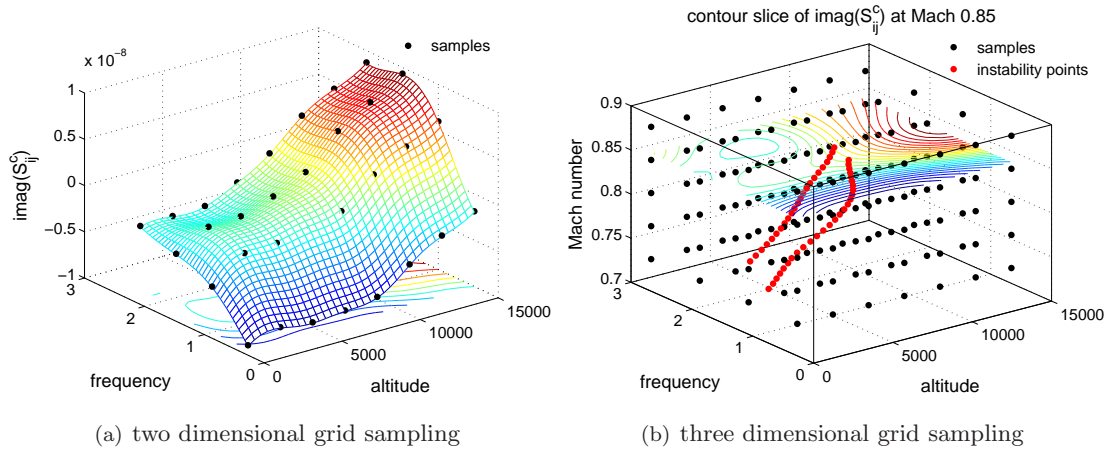 x 10⁻⁸
samples
1
0.5
0
−0.5
−1
imag(S^c_ij)
3
2
1
0
frequency
0
5000
10000
15000
altitude
(a) two dimensional grid sampling
contour slice of imag(S^c_ij) at Mach 0.85
samples
instability points
0.9
0.85
0.8
0.75
0.7
Mach number
3
2
1
0
frequency
0
5000
10000
15000
altitude
(b) three dimensional grid sampling